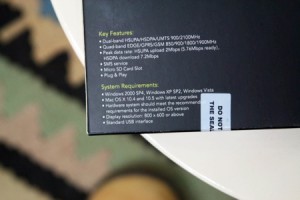 Key Features:
• Dual-band HSUPA/HSDPA/UMTS 900/2100MHz
• Quad-band EDGE/GPRS/GSM 850/900/1800/1900MHz
• Peak data rate: HSUPA upload 2Mbps (5.76Mbps ready),
HSDPA download 7.2Mbps
• SMS service
• Micro SD Card Slot
• Plug & Play
System Requirements:
• Windows 2000 SP4, Windows XP SP2, Windows Vista
• Mac OS X 10.4 and 10.5 with latest upgrades
• Hardware system should meet the recommended
requirements for the installed OS version
• Display resolution: 800 x 600 or above
• Standard USB interface
DO NOT
THE SEAL